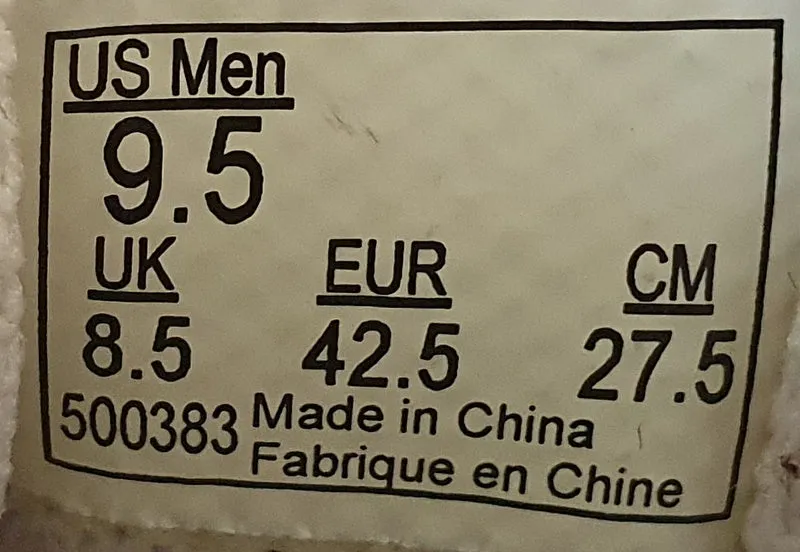 US Men
9.5
UK EUR CM
8.5 42.5 27.5
500383 Made in China
Fabrique en Chine